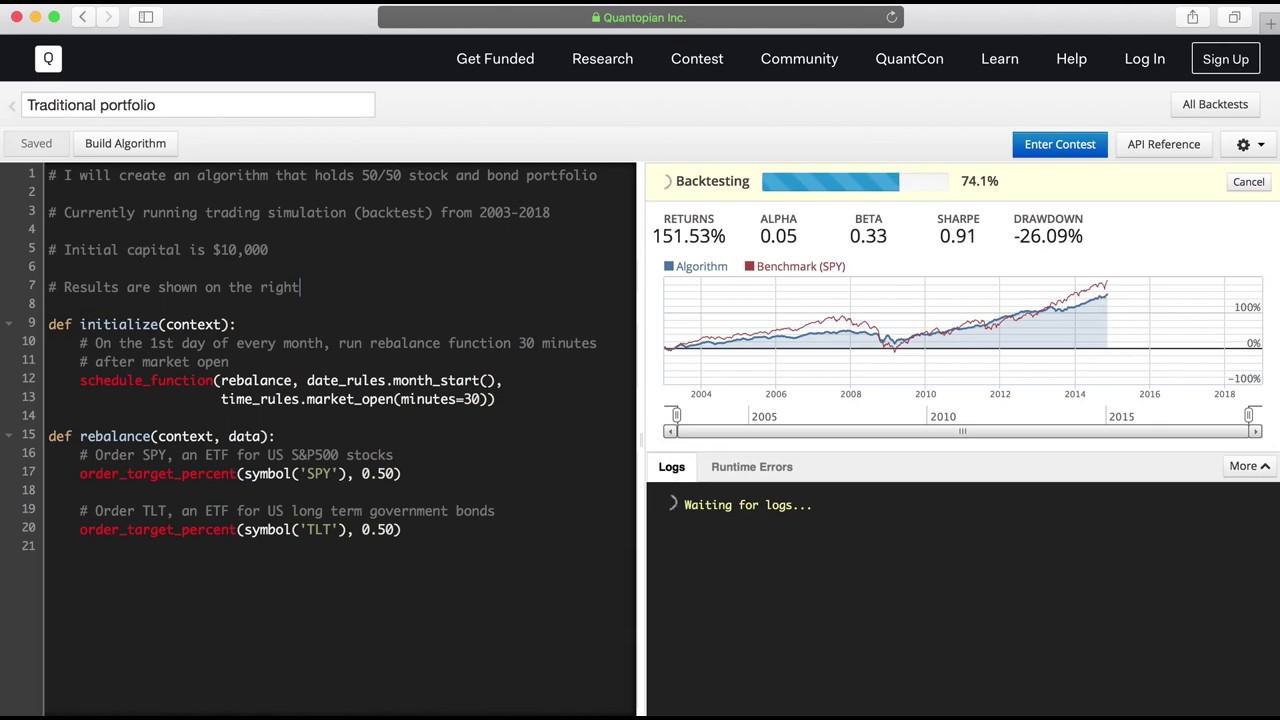 Quantopian Inc.
Q
Get Funded Research Contest Community QuantCon Learn Help Log In Sign Up
Traditional portfolio
All Backtests
Saved Build Algorithm
Enter Contest API Reference
1 # I will create an algorithm that holds 50/50 stock and bond portfolio
2
3 # Currently running trading simulation (backtest) from 2003-2018
4
5 # Initial capital is $10,000
6
7 # Results are shown on the right
8
9 def initialize(context):
10 # On the 1st day of every month, run rebalance function 30 minutes
11 # after market open
12 schedule_function(rebalance, date_rules.month_start(),
13 time_rules.market_open(minutes=30))
14
15 def rebalance(context, data):
16 # Order SPY, an ETF for US S&P500 stocks
17 order_target_percent(symbol('SPY'), 0.50)
18
19 # Order TLT, an ETF for US long term government bonds
20 order_target_percent(symbol('TLT'), 0.50)
21
Backtesting 74.1% Cancel
RETURNS ALPHA BETA SHARPE DRAWDOWN
151.53% 0.05 0.33 0.91 -26.09%
Algorithm Benchmark (SPY)
100%
0%
-100%
2004 2006 2008 2010 2012 2014 2016 2018
2005 2010 2015
Logs Runtime Errors More
Waiting for logs...